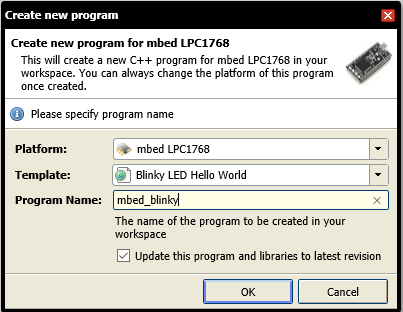 Create new program
Create new program for mbed LPC1768
This will create a new C++ program for mbed LPC1768 in your
workspace. You can always change the platform of this program
once created.
Please specify program name
Platform: mbed LPC1768
Template: Blinky LED Hello World
Program Name: mbed_blinky
The name of the program to be created in your
workspace
Update this program and libraries to latest revision
OK Cancel